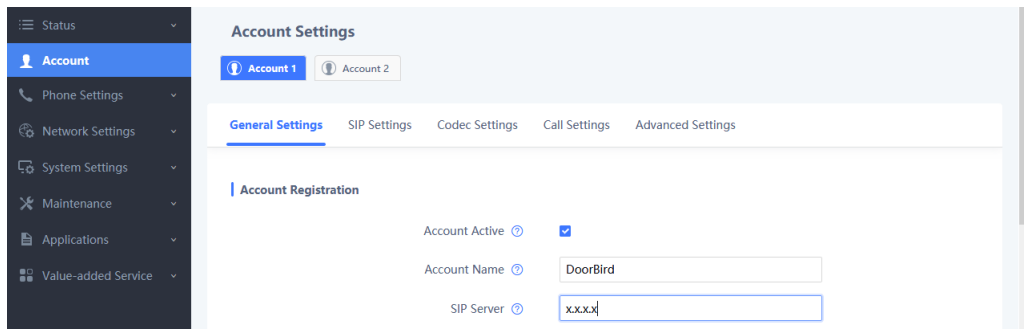 Status
Account
Phone Settings
Network Settings
System Settings
Maintenance
Applications
Value-added Service
Account Settings
Account 1 Account 2
General Settings SIP Settings Codec Settings Call Settings Advanced Settings
Account Registration
Account Active
Account Name DoorBird
SIP Server x.x.x.x